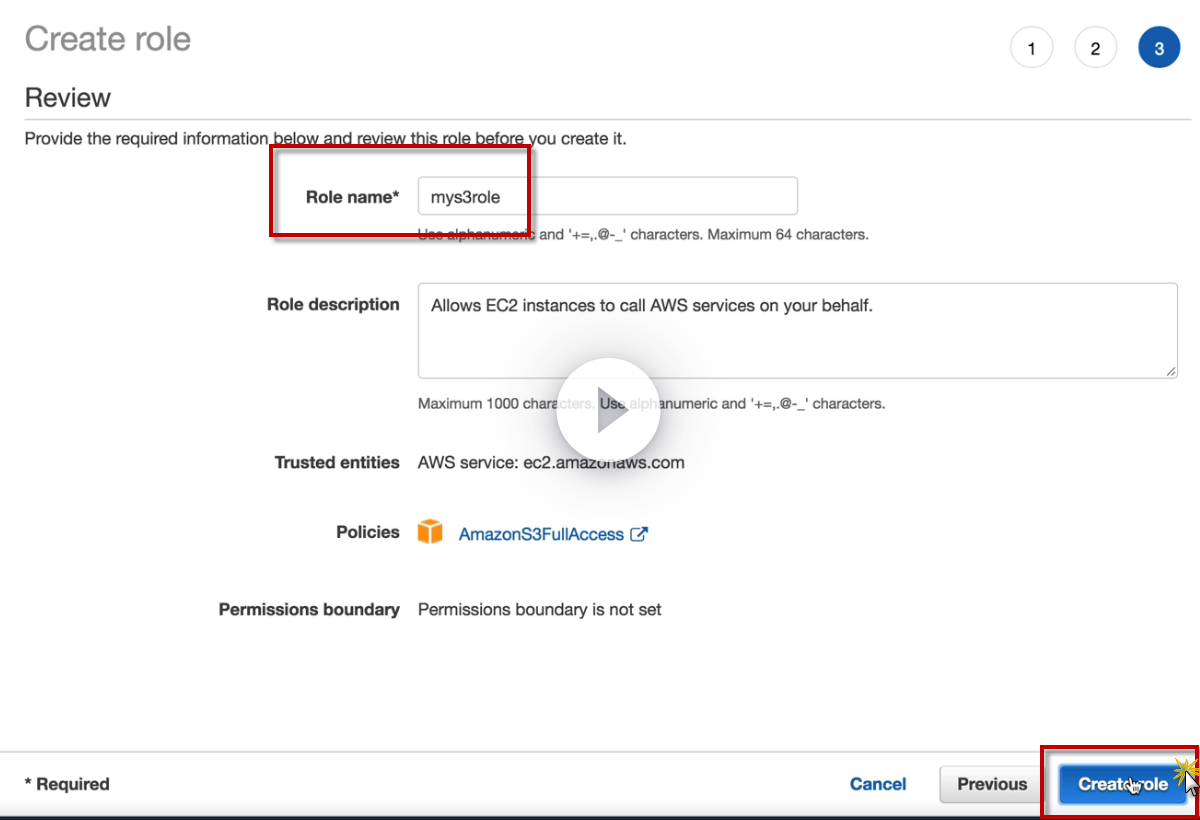 Create role
1 2 3
Review
Provide the required information below and review this role before you create it.
Role name* mys3role
Use alphanumeric and '+=,.@-_' characters. Maximum 64 characters.
Role description Allows EC2 instances to call AWS services on your behalf.
Maximum 1000 characters. Use alphanumeric and '+=,.@-_' characters.
Trusted entities AWS service: ec2.amazonaws.com
Policies AmazonS3FullAccess
Permissions boundary Permissions boundary is not set
* Required Cancel Previous Create role